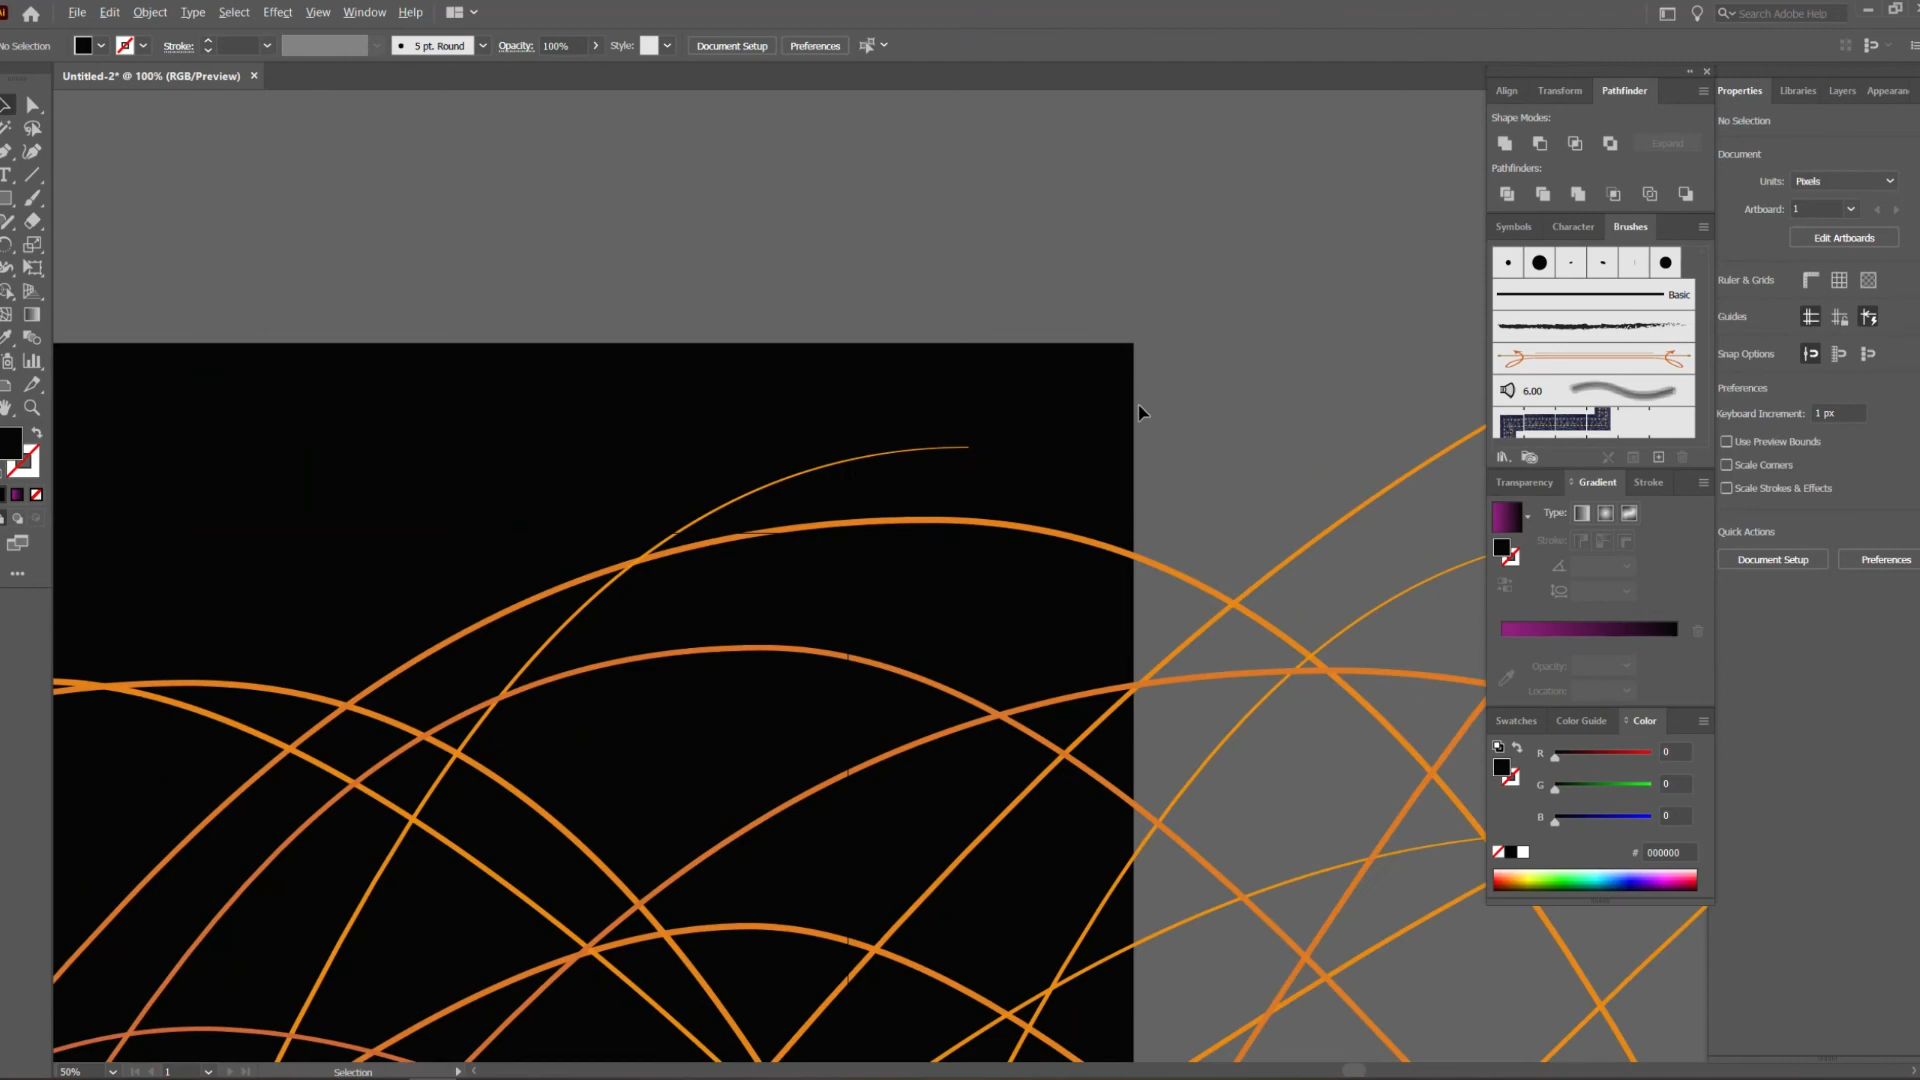 File Edit Object Type Select Effect View Window Help
Search Adobe Help
No Selection
Stroke:
5 pt. Round
Opacity: 100%
Style:
Document Setup
Preferences
Untitled-2* @ 100% (RGB/Preview)
Align Transform Pathfinder
Shape Modes:
Expand
Pathfinders:
Symbols Character Brushes
Basic
6.00
Transparency Gradient Stroke
Type:
Stroke:
Opacity:
Location:
Swatches Color Guide Color
R 0
G 0
B 0
# 000000
Properties Libraries Layers Appearan
No Selection
Document
Units: Pixels
Artboard: 1
Edit Artboards
Ruler & Grids
Guides
Snap Options
Preferences
Keyboard Increment: 1 px
Use Preview Bounds
Scale Corners
Scale Strokes & Effects
Quick Actions
Document Setup
Preferences
50%
1
Selection